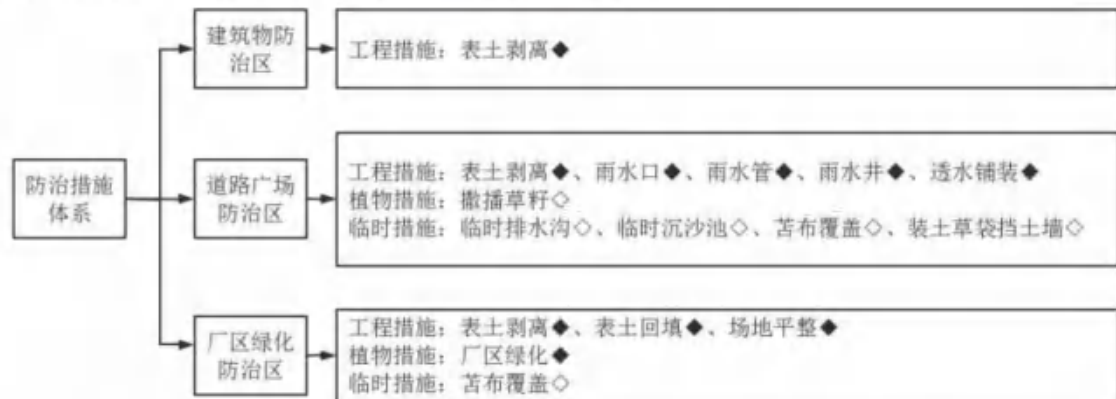 建筑物防
治区
工程措施：表土剥离◆
防治措施
体系
道路广场
防治区
工程措施：表土剥离◆、雨水口◆、雨水管◆、雨水井◆、透水铺装◆
植物措施：撒播草籽◇
临时措施：临时排水沟◇、临时沉沙池◇、苫布覆盖◇、装土草袋挡土墙◇
厂区绿化
防治区
工程措施：表土剥离◆、表土回填◆、场地平整◆
植物措施：厂区绿化◆
临时措施：苫布覆盖◇